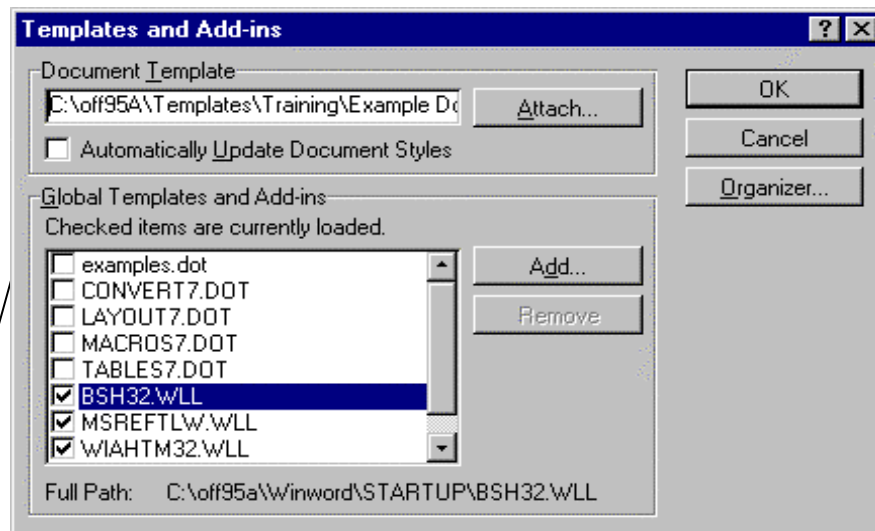 Templates and Add-ins
Document Template
C:\off95A\Templates\Training\Example Do
Attach...
Automatically Update Document Styles
OK
Cancel
Organizer...
Global Templates and Add-ins
Checked items are currently loaded.
examples.dot
CONVERT7.DOT
LAYOUT7.DOT
MACROS7.DOT
TABLES7.DOT
BSH32.WLL
MSREFTLW.WLL
WIAHTM32.WLL
Add...
Remove
Full Path: C:\off95a\Winword\STARTUP\BSH32.WLL